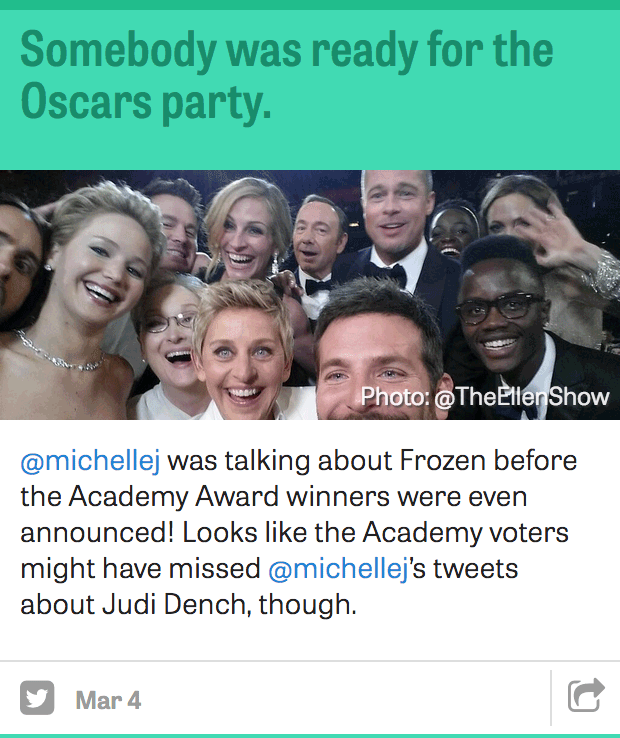 Somebody was ready for the
Oscars party.
Photo: @TheEllenShow
@michellej was talking about Frozen before
the Academy Award winners were even
announced! Looks like the Academy voters
might have missed @michellej's tweets
about Judi Dench, though.
Mar 4